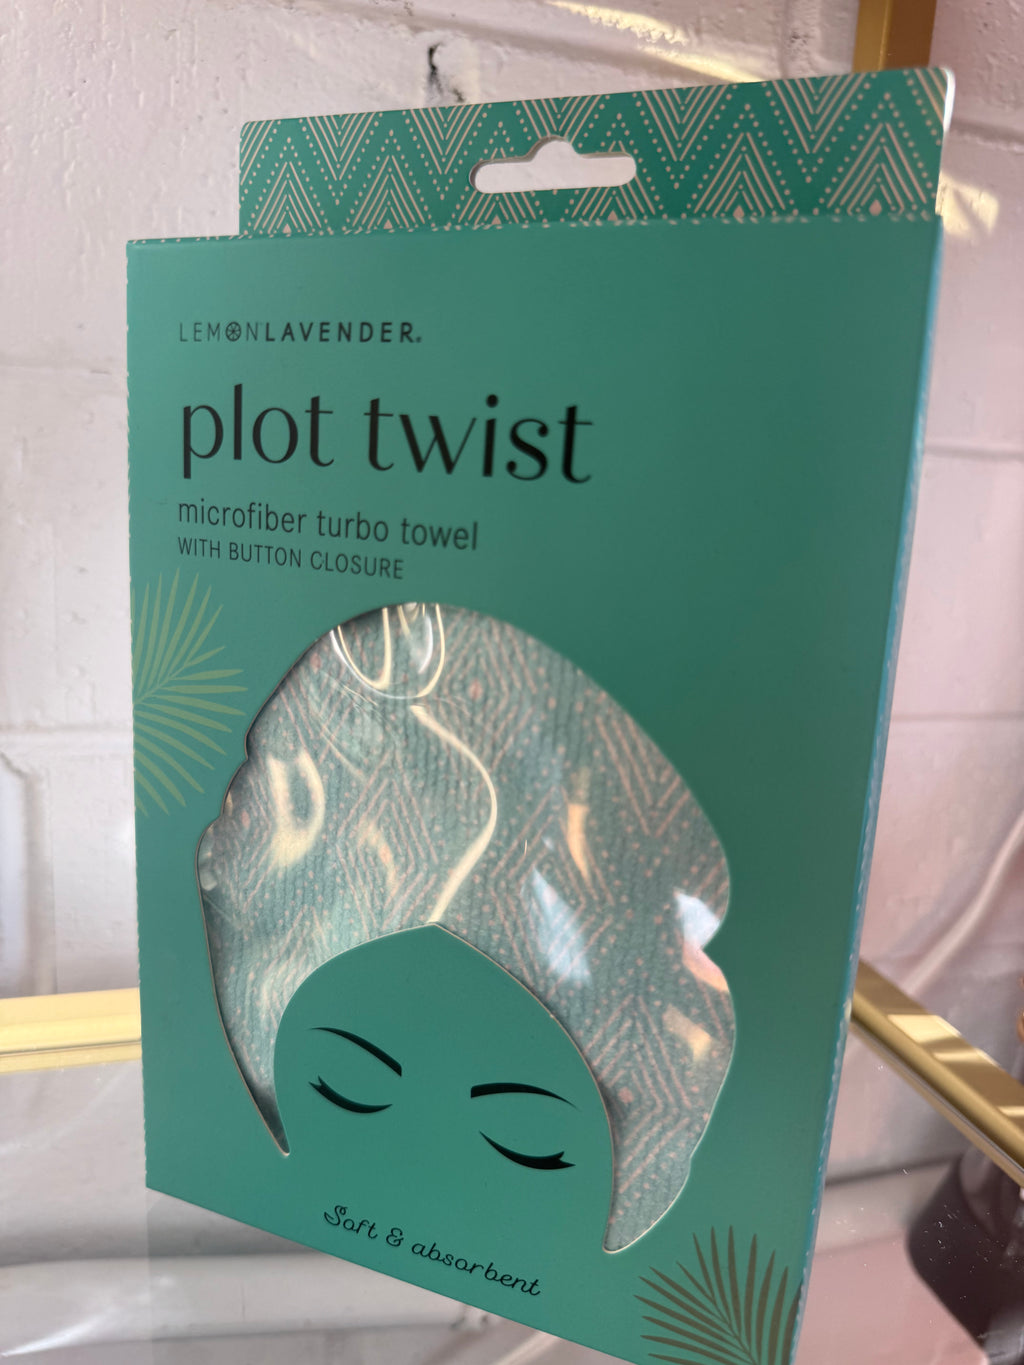 LEMONLAVENDER®
plot twist
microfiber turbo towel
WITH BUTTON CLOSURE
Soft & absorbent